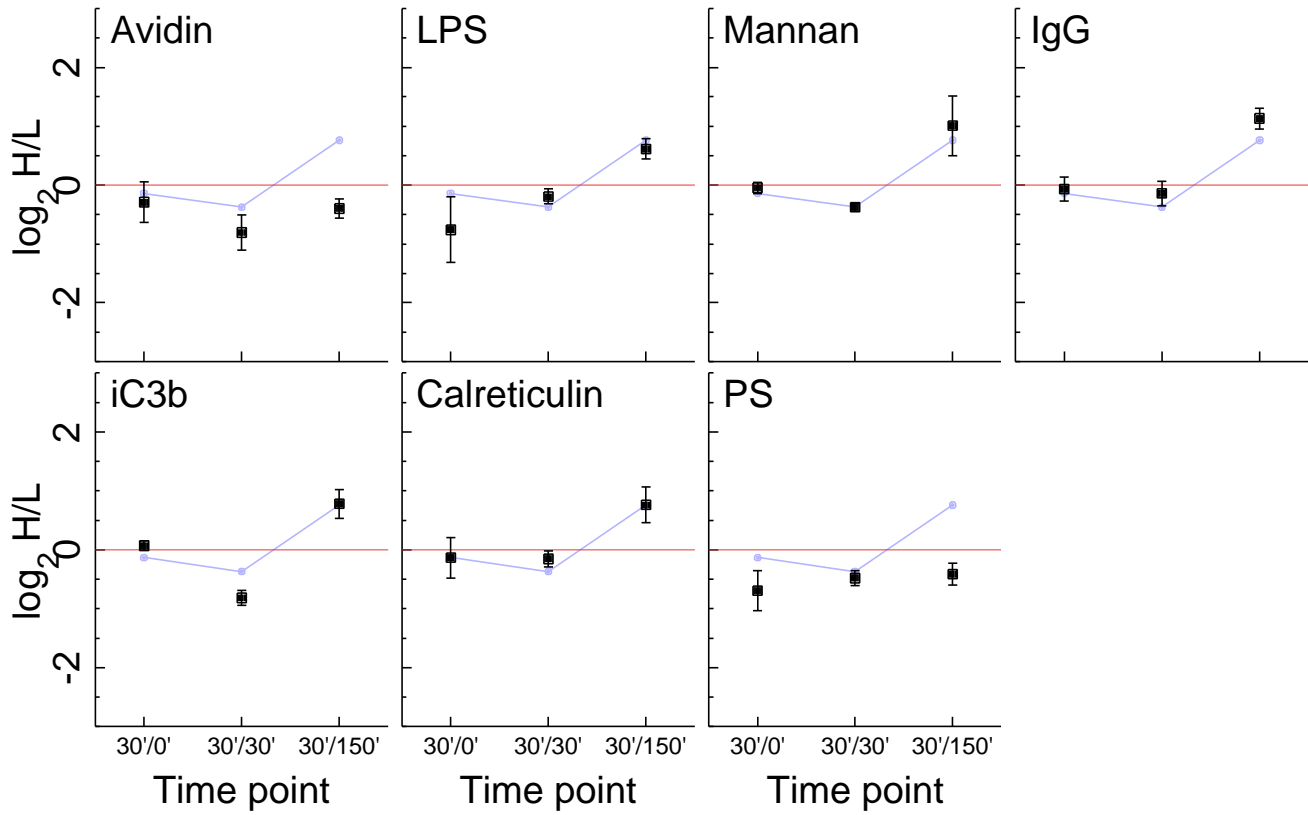 Avidin
LPS
Mannan
IgG
2
0
-2
log2 H/L
iC3b
Calreticulin
PS
2
0
-2
log2 H/L
30'/0' 30'/30' 30'/150'
30'/0' 30'/30' 30'/150'
30'/0' 30'/30' 30'/150'
Time point
Time point
Time point